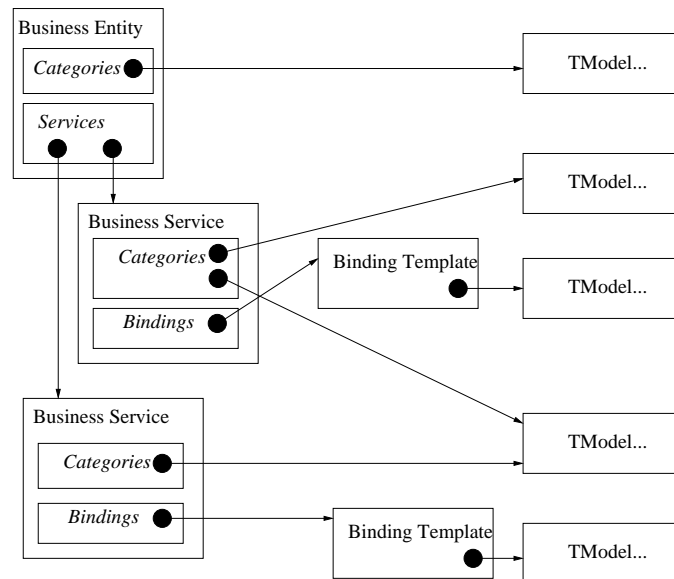 Business Entity
Categories
TModel...
Services
TModel...
Business Service
Categories
Binding Template
TModel...
Bindings
Business Service
TModel...
Categories
Bindings
Binding Template
TModel...